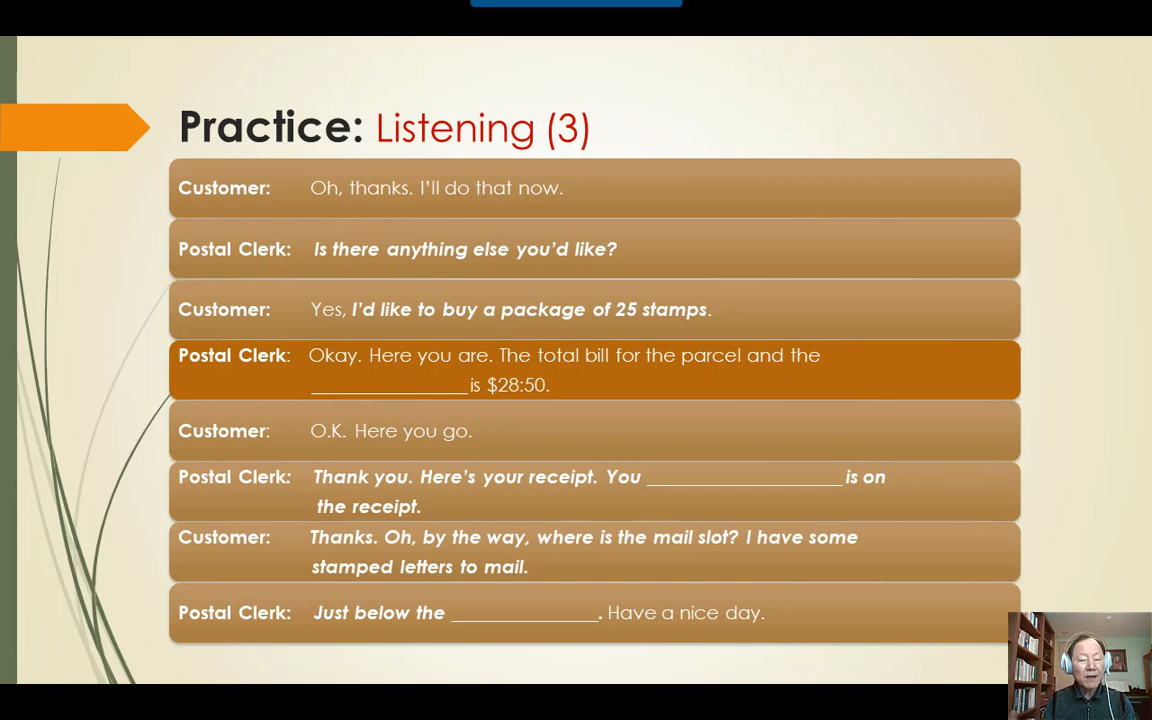 Practice: Listening (3)
Customer: Oh, thanks. I'll do that now.
Postal Clerk: Is there anything else you'd like?
Customer: Yes, I'd like to buy a package of 25 stamps.
Postal Clerk: Okay. Here you are. The total bill for the parcel and the
________________ is $28:50.
Customer: O.K. Here you go.
Postal Clerk: Thank you. Here's your receipt. You ____________________ is on
the receipt.
Customer: Thanks. Oh, by the way, where is the mail slot? I have some
stamped letters to mail.
Postal Clerk: Just below the _______________. Have a nice day.